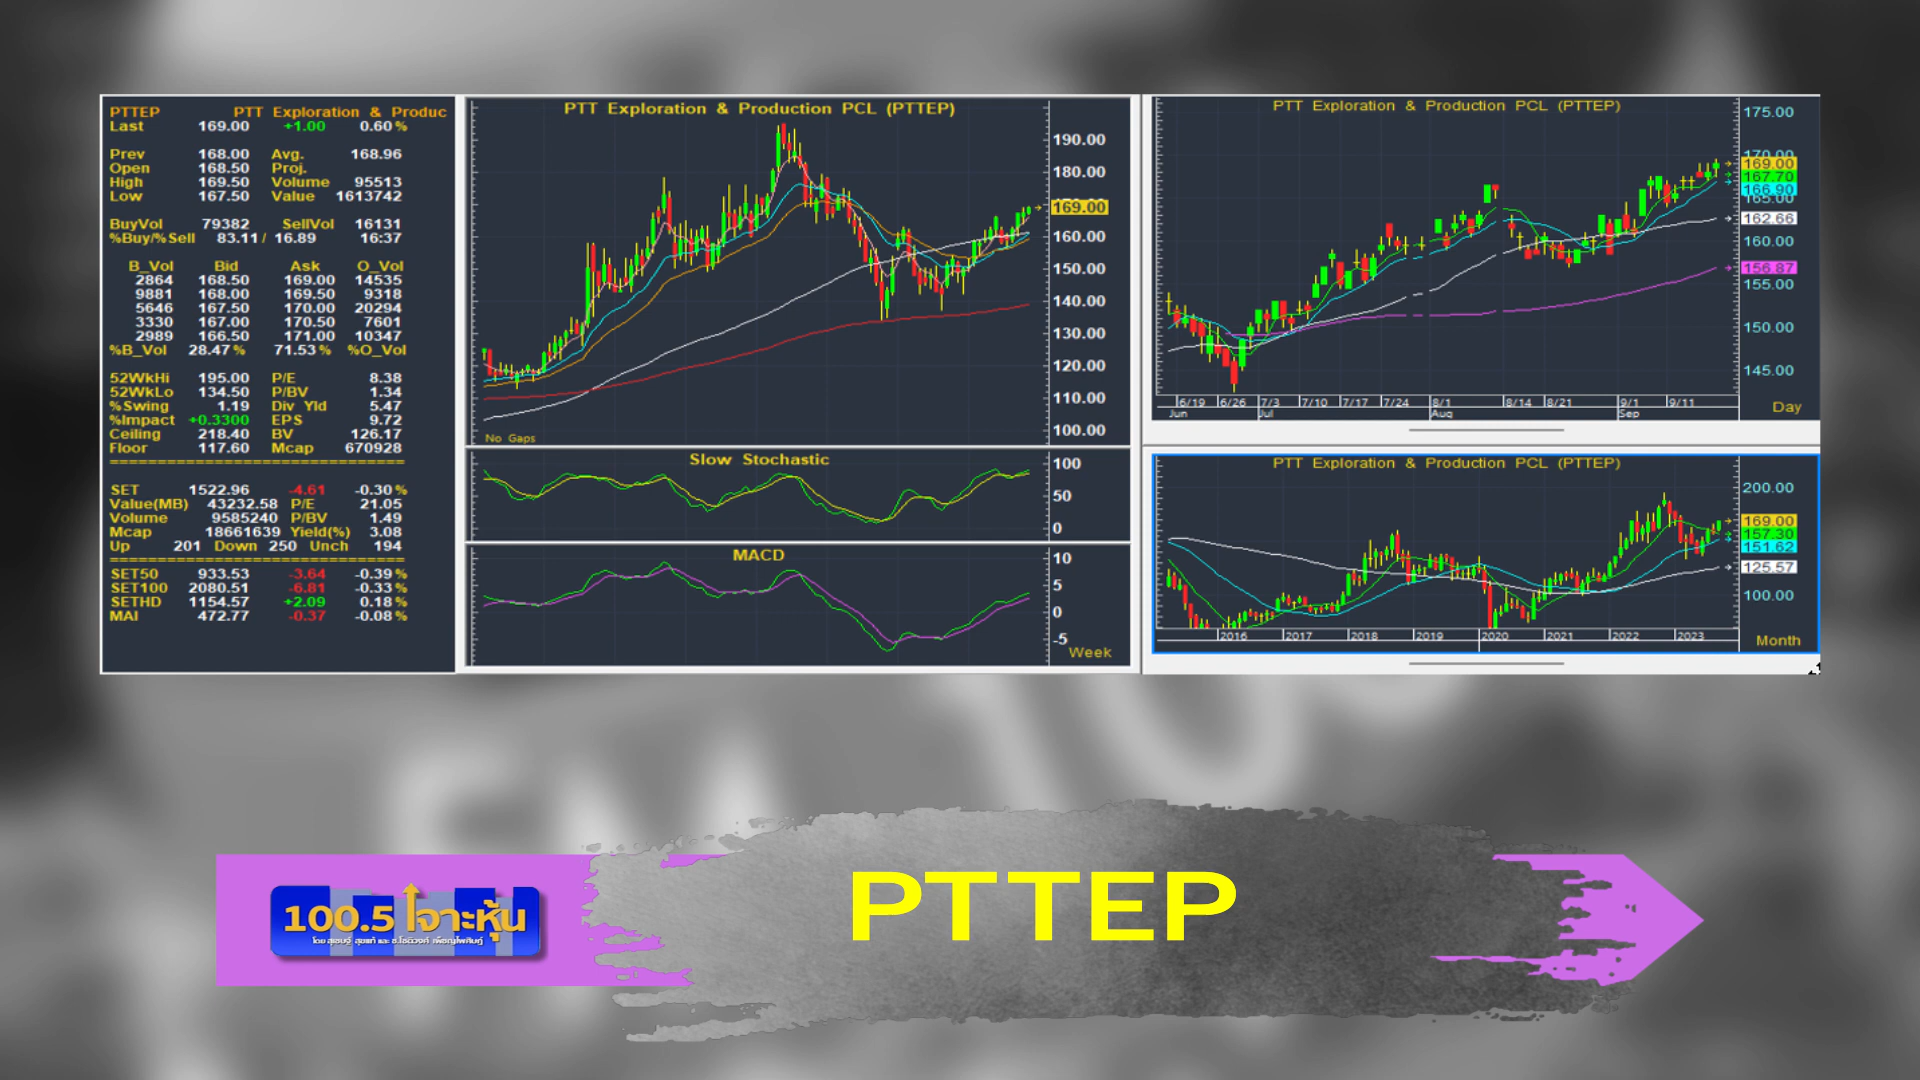 PTTEP PTT Exploration & Produc
Last 169.00 +1.00 0.60%
Prev 168.00 Avg. 168.96
Open 168.50 Proj.
High 169.50 Volume 95513
Low 167.50 Value 1613742
BuyVol 79382 SellVol 16131
%Buy/%Sell 83.11 / 16.89 16:37
B_Vol Bid Ask O_Vol
2864 168.50 169.00 14535
9881 168.00 169.50 9318
5646 167.50 170.00 20294
3330 167.00 170.50 7601
2989 166.50 171.00 10347
%B_Vol 28.47% 71.53% %O_Vol
52WkHi 195.00 P/E 8.38
52WkLo 134.50 P/BV 1.34
%Swing 1.19 Div Yld 5.47
%Impact +0.3300 EPS 9.72
Ceiling 218.40 BV 126.17
Floor 117.60 Mcap 670928
==============================
SET 1522.96 -4.61 -0.30%
Value(MB) 43232.58 P/E 21.05
Volume 9585240 P/BV 1.49
Mcap 18661639 Yield(%) 3.08
Up 201 Down 250 Unch 194
==============================
SET50 933.53 -3.64 -0.39%
SET100 2080.51 -6.81 -0.33%
SETHD 1154.57 +2.09 0.18%
MAI 472.77 -0.37 -0.08%
PTT Exploration & Production PCL (PTTEP)
190.00
180.00
169.00
160.00
150.00
140.00
130.00
120.00
110.00
100.00
No Gaps
Slow Stochastic
100
50
0
MACD
10
5
0
-5
Week
PTT Exploration & Production PCL (PTTEP)
175.00
170.00
169.00
167.70
166.90
165.00
162.66
160.00
156.87
155.00
150.00
145.00
6/19 6/26 7/3 7/10 7/17 7/24 8/1 8/14 8/21 9/1 9/11
Jun Jul Aug Sep
Day
PTT Exploration & Production PCL (PTTEP)
200.00
169.00
157.30
151.62
125.57
100.00
2016 2017 2018 2019 2020 2021 2022 2023
Month
100.5 เจาะหุ้น
PTTEP